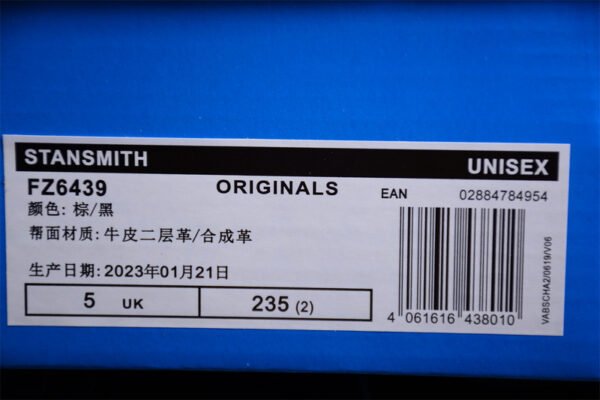 STANSMITH
UNISEX
FZ6439
ORIGINALS
EAN
02884784954
颜色: 棕/黑
帮面材质: 牛皮二层革/合成革
生产日期: 2023年01月21日
5 UK
235 (2)
4 061616 438010
VABSCHA2/0619/V06